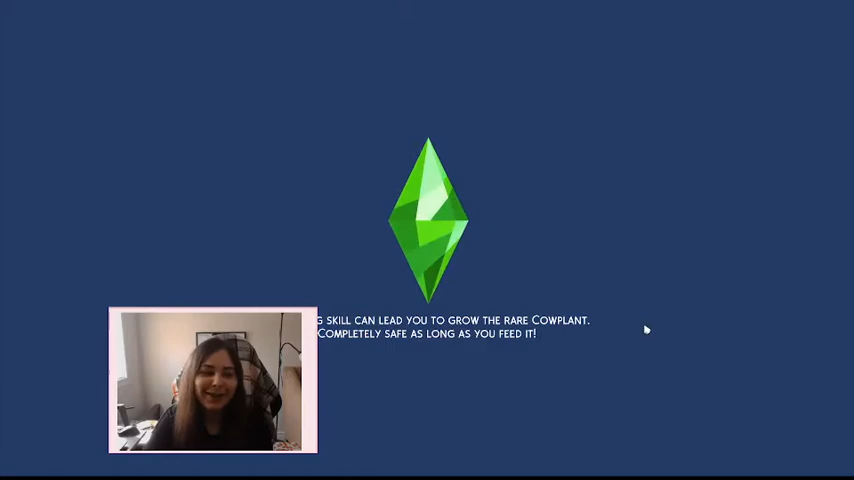 SKILL CAN LEAD YOU TO GROW THE RARE COWPLANT.
COMPLETELY SAFE AS LONG AS YOU FEED IT!